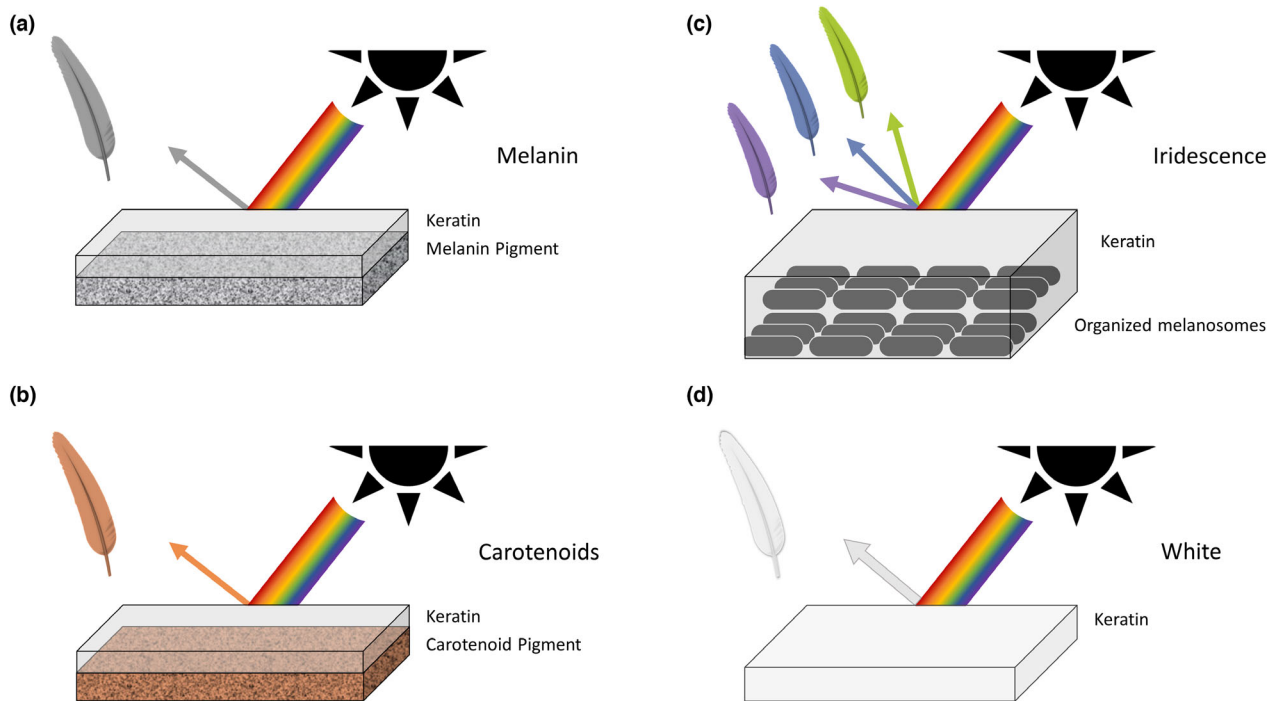 (a)
Melanin
Keratin
Melanin Pigment
(b)
Carotenoids
Keratin
Carotenoid Pigment
(c)
Iridescence
Keratin
Organized melanosomes
(d)
White
Keratin